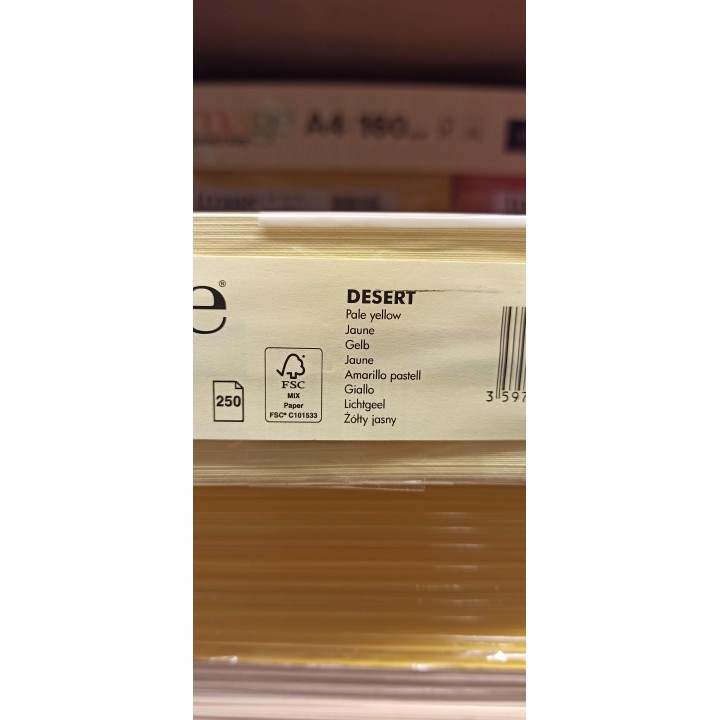 A4 160
e®
DESERT
Pale yellow
Jaune
Gelb
Jaune
Amarillo pastell
Giallo
Lichtgeel
Żółty jasny
250
FSC
MIX
Paper
FSC® C101533
3 597